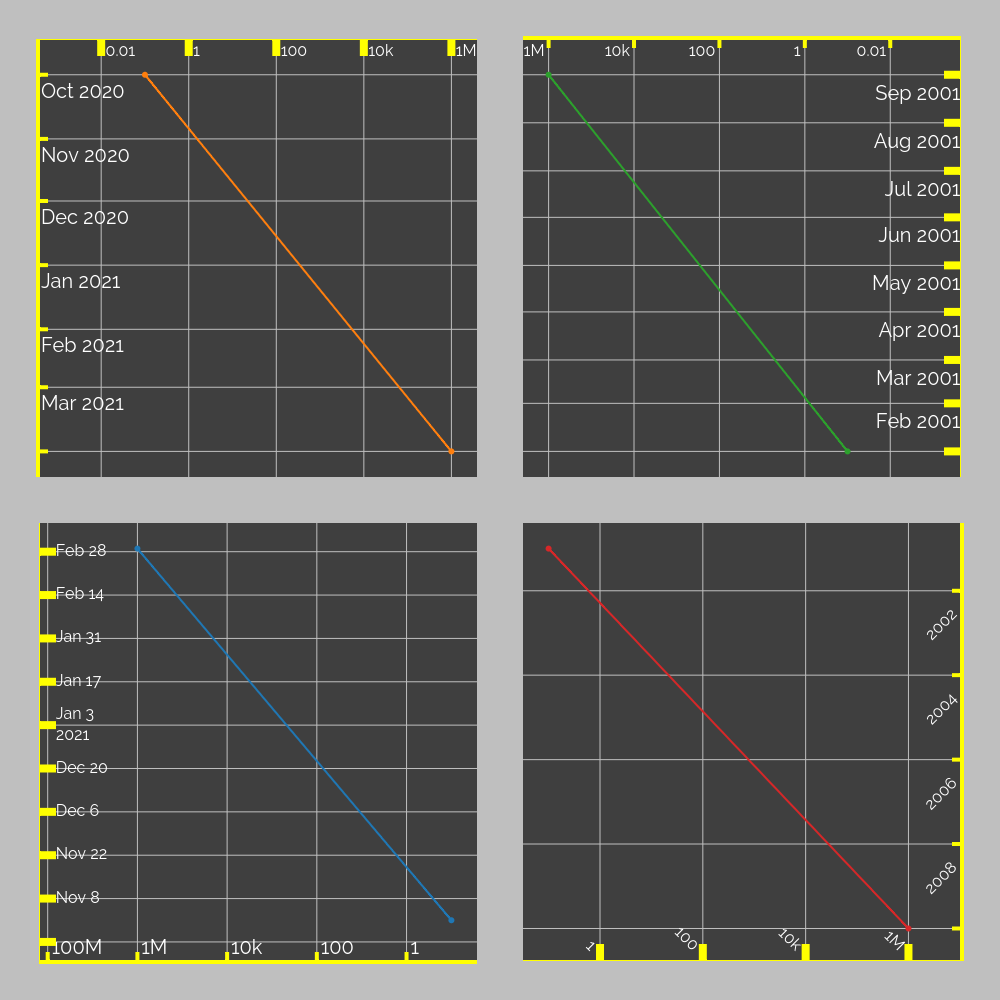 0.01 1 100 10k 1M
Oct 2020
Nov 2020
Dec 2020
Jan 2021
Feb 2021
Mar 2021
1M 10k 100 1 0.01
Sep 2001
Aug 2001
Jul 2001
Jun 2001
May 2001
Apr 2001
Mar 2001
Feb 2001
Feb 28
Feb 14
Jan 31
Jan 17
Jan 3
2021
Dec 20
Dec 6
Nov 22
Nov 8
100M 1M 10k 100 1
2002
2004
2006
2008
1 100 10k 1M